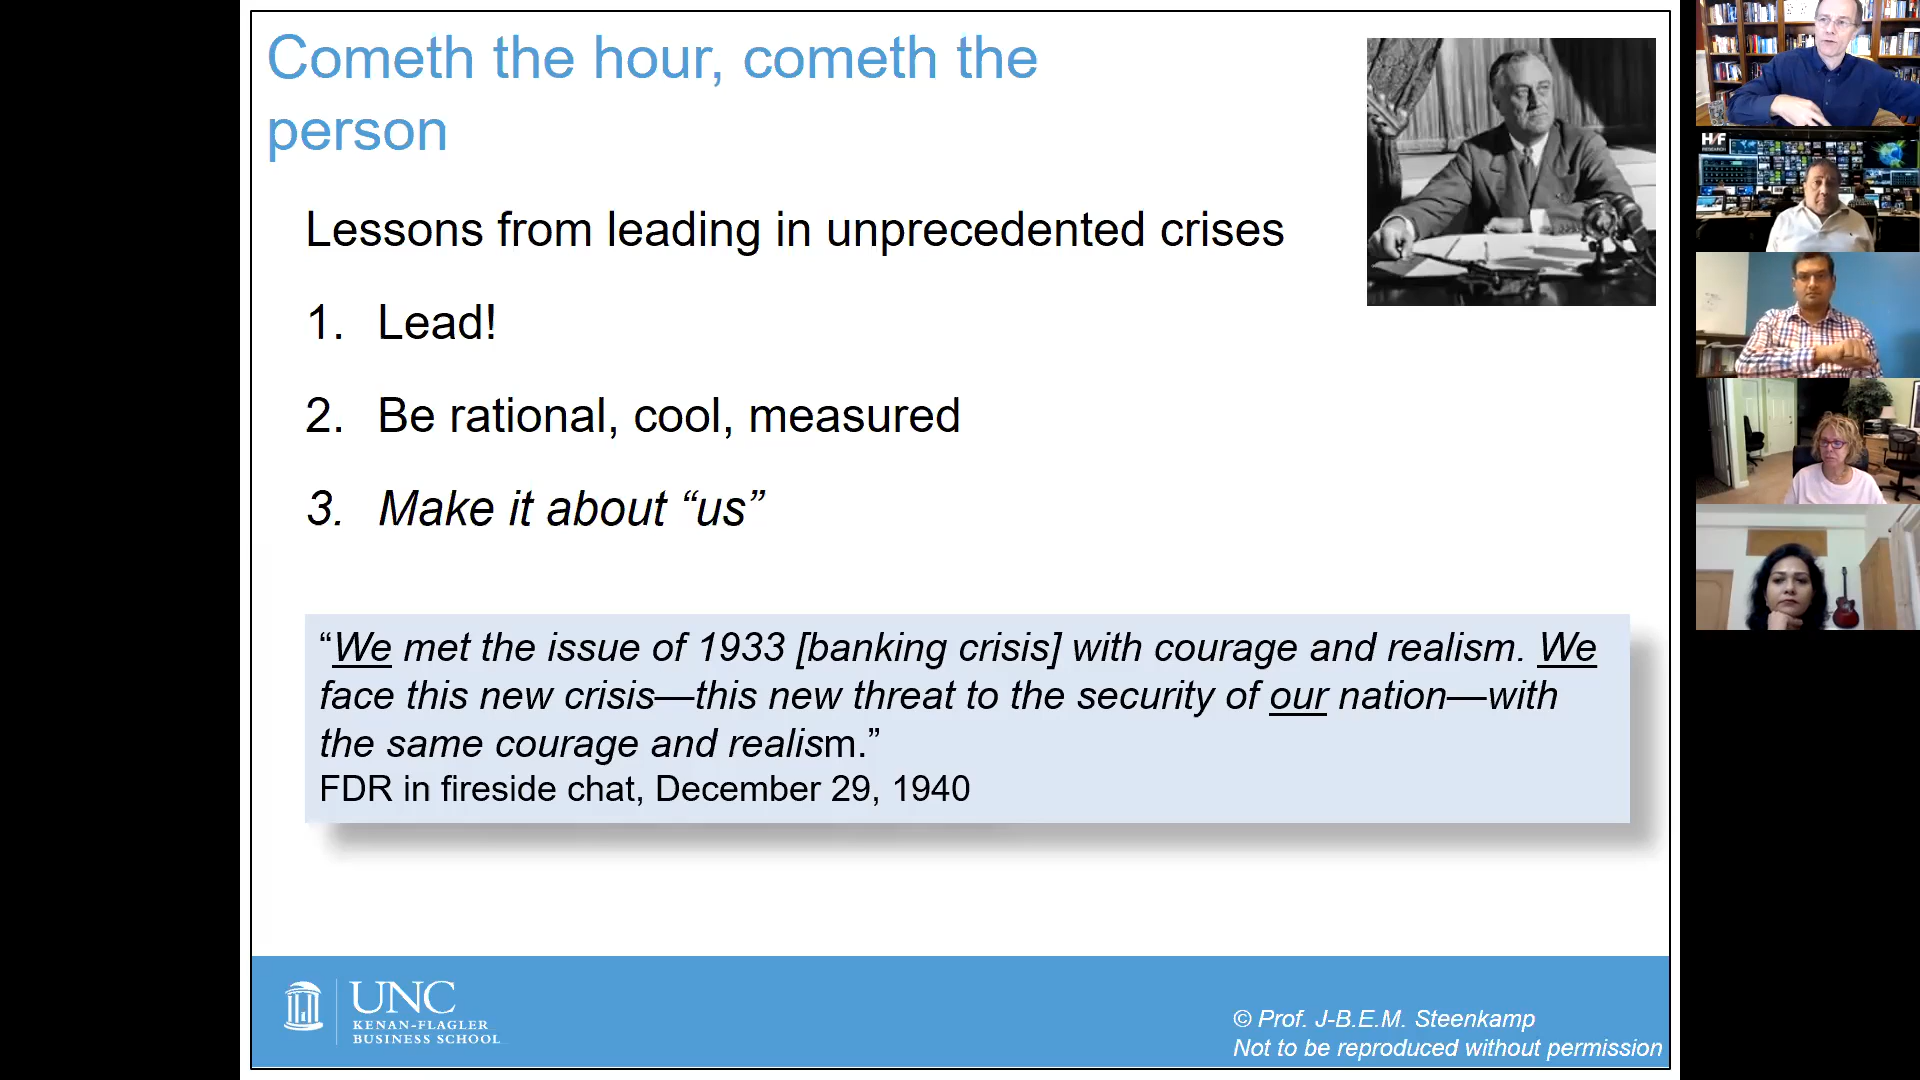 Cometh the hour, cometh the
person
Lessons from leading in unprecedented crises
1. Lead!
2. Be rational, cool, measured
3. Make it about “us”
“We met the issue of 1933 [banking crisis] with courage and realism. We
face this new crisis—this new threat to the security of our nation—with
the same courage and realism.”
FDR in fireside chat, December 29, 1940
UNC
KENAN-FLAGLER
BUSINESS SCHOOL
© Prof. J-B.E.M. Steenkamp
Not to be reproduced without permission
RESEARCH